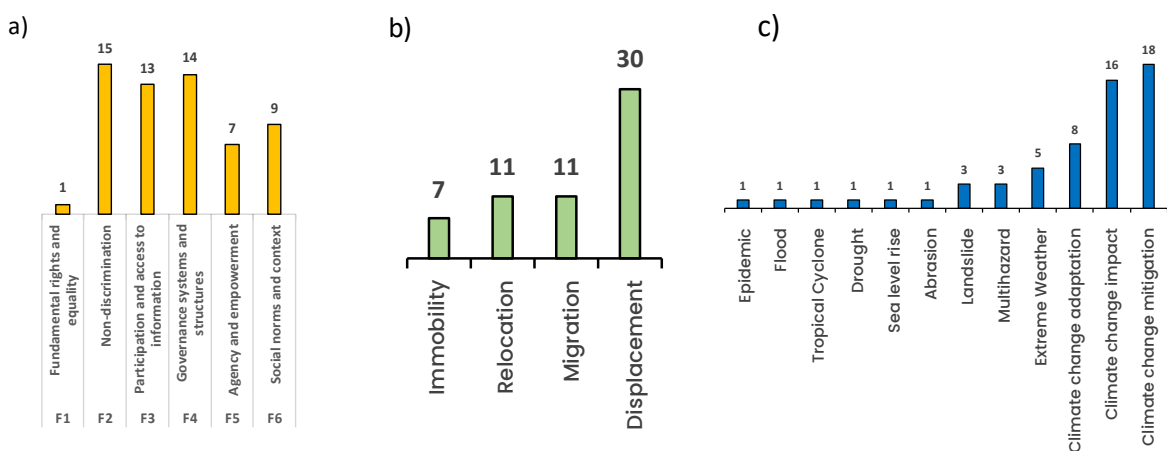 a)
1
15
13
14
7
9
Fundamental rights and
equality
Non-discrimination
Participation and access to
information
Governance systems and
structures
Agency and empowerment
Social norms and context
F1
F2
F3
F4
F5
F6
b)
7
11
11
30
Immobility
Relocation
Migration
Displacement
c)
1
1
1
1
1
1
3
3
5
8
16
18
Epidemic
Flood
Tropical Cyclone
Drought
Sea level rise
Abrasion
Landslide
Multihazard
Extreme Weather
Climate change adaptation
Climate change impact
Climate change mitigation